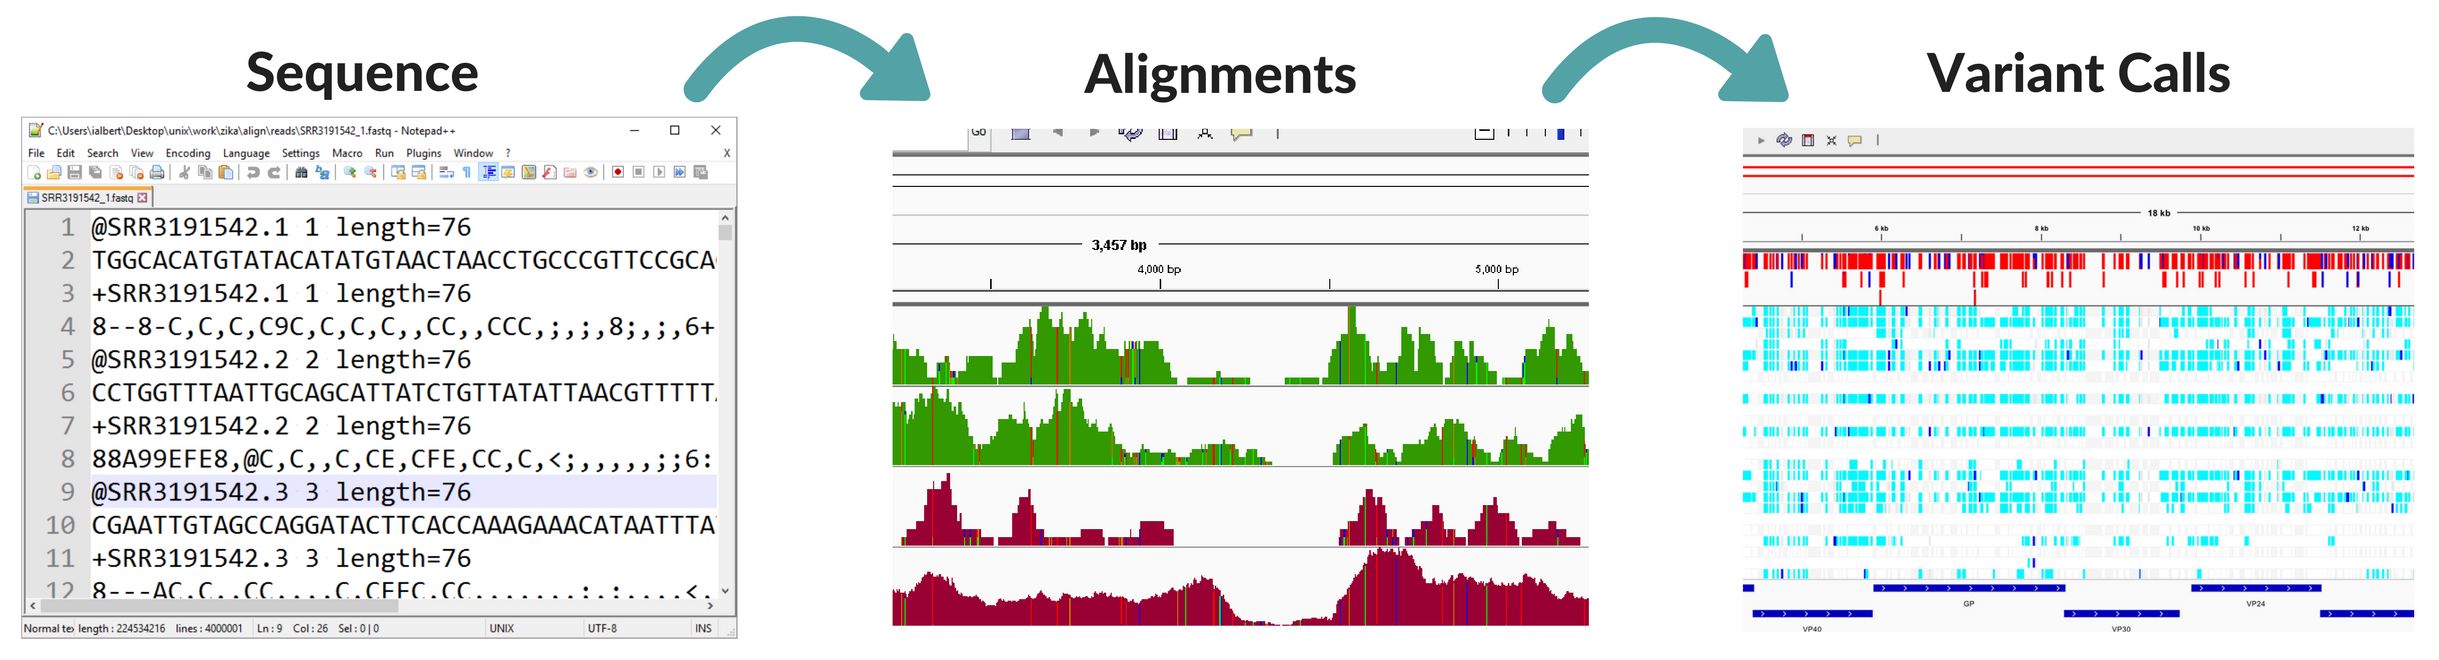 Sequence
Alignments
Variant Calls
C:\Users\ialbert\Desktop\unix\work\zika\align\reads\SRR3191542_1.fastq - Notepad++
File Edit Search View Encoding Language Settings Macro Run Plugins Window ? X
SRR3191542_1.fastq
1 @SRR3191542.1 1 length=76
2 TGGCACATGTATACATATGTAACTAACCTGCCCGTTCCGCA
3 +SRR3191542.1 1 length=76
4 8--8-C,C,C,C9C,C,C,C,,CC,,CCC,;,;,8;,;,6+
5 @SRR3191542.2 2 length=76
6 CCTGGTTTAATTGCAGCATTATCTGTTATATTAACGTTTTT
7 +SRR3191542.2 2 length=76
8 88A99EFE8,@C,C,,C,CE,CFE,CC,C,<;,,,,,;;6:
9 @SRR3191542.3 3 length=76
10 CGAATTGTAGCCAGGATACTTCACCAAAGAAACATAATTTA
11 +SRR3191542.3 3 length=76
12 8---AC,C,,CC,,,,C,CFFC,CC,,,,,,,:,:,,,,<,
Normal te length : 224534216 lines : 4000001 Ln : 9 Col : 26 Sel : 0 | 0 UNIX UTF-8 INS
Go
3,457 bp
4,000 bp 5,000 bp
18 kb
6 kb 8 kb 10 kb 12 kb
GP VP24
VP40 VP30